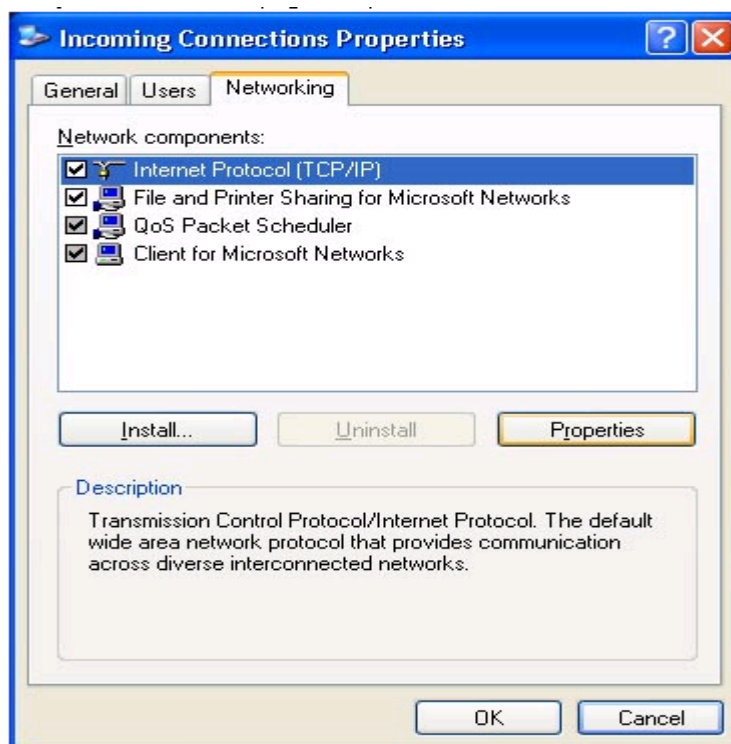 Incoming Connections Properties
General Users Networking
Network components:
Internet Protocol (TCP/IP)
File and Printer Sharing for Microsoft Networks
QoS Packet Scheduler
Client for Microsoft Networks
Install... Uninstall Properties
Description
Transmission Control Protocol/Internet Protocol. The default
wide area network protocol that provides communication
across diverse interconnected networks.
OK Cancel